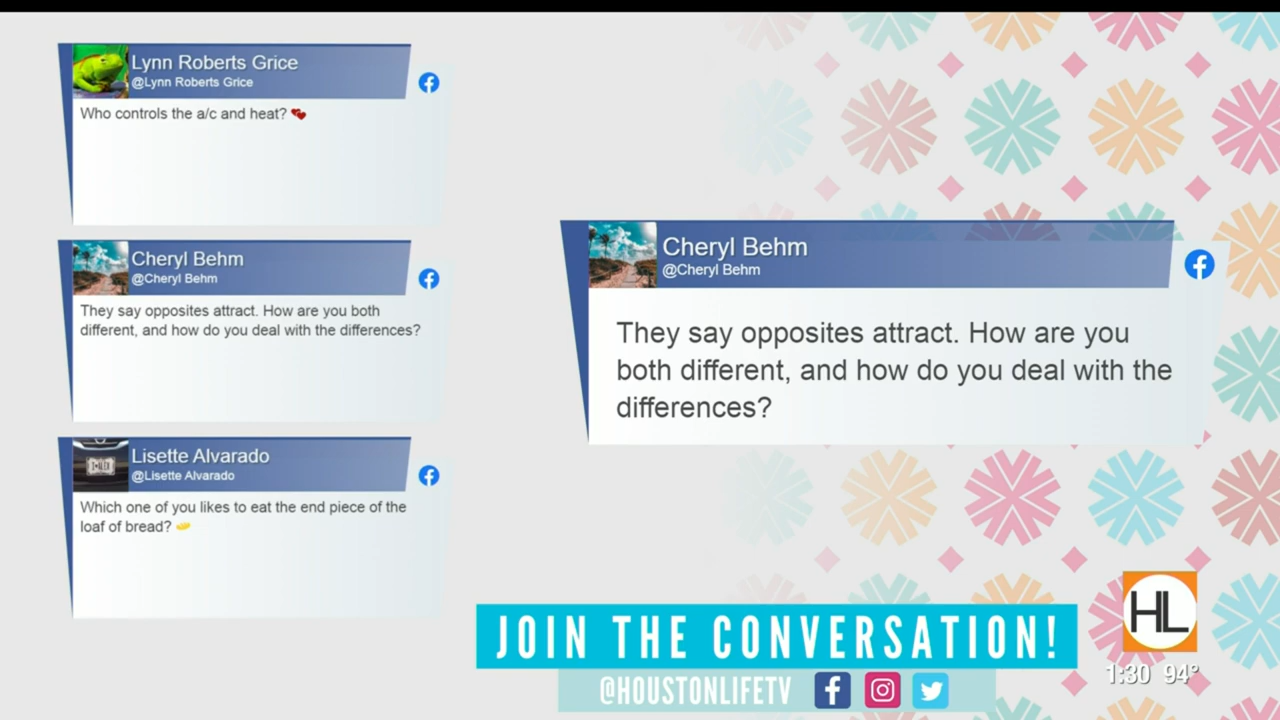 Lynn Roberts Grice
@Lynn Roberts Grice
Who controls the a/c and heat? 💕
Cheryl Behm
@Cheryl Behm
They say opposites attract. How are you both
different, and how do you deal with the differences?
Lisette Alvarado
@Lisette Alvarado
Which one of you likes to eat the end piece of the
loaf of bread? 🍞
Cheryl Behm
@Cheryl Behm
They say opposites attract. How are you
both different, and how do you deal with the
differences?
JOIN THE CONVERSATION!
@HOUSTONLIFETV
HL
1:30 94°